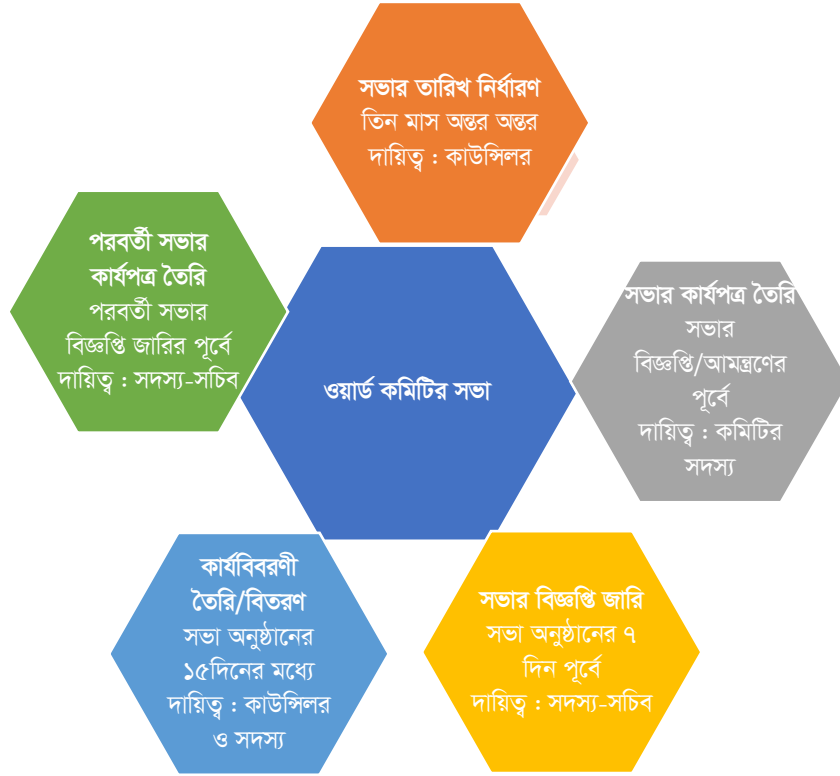 সভার তারিখ নির্ধারণ
তিন মাস অন্তর অন্তর
দায়িত্ব : কাউন্সিলর
পরবর্তী সভার
কার্যপত্র তৈরি
পরবর্তী সভার
বিজ্ঞপ্তি জারির পূর্বে
দায়িত্ব : সদস্য-সচিব
ওয়ার্ড কমিটির সভা
সভার কার্যপত্র তৈরি
সভার
বিজ্ঞপ্তি/আমন্ত্রণের
পূর্বে
দায়িত্ব : কমিটির
সদস্য
কার্যবিবরণী
তৈরি/বিতরণ
সভা অনুষ্ঠানের
১৫দিনের মধ্যে
দায়িত্ব : কাউন্সিলর
ও সদস্য
সভার বিজ্ঞপ্তি জারি
সভা অনুষ্ঠানের ৭
দিন পূর্বে
দায়িত্ব : সদস্য-সচিব